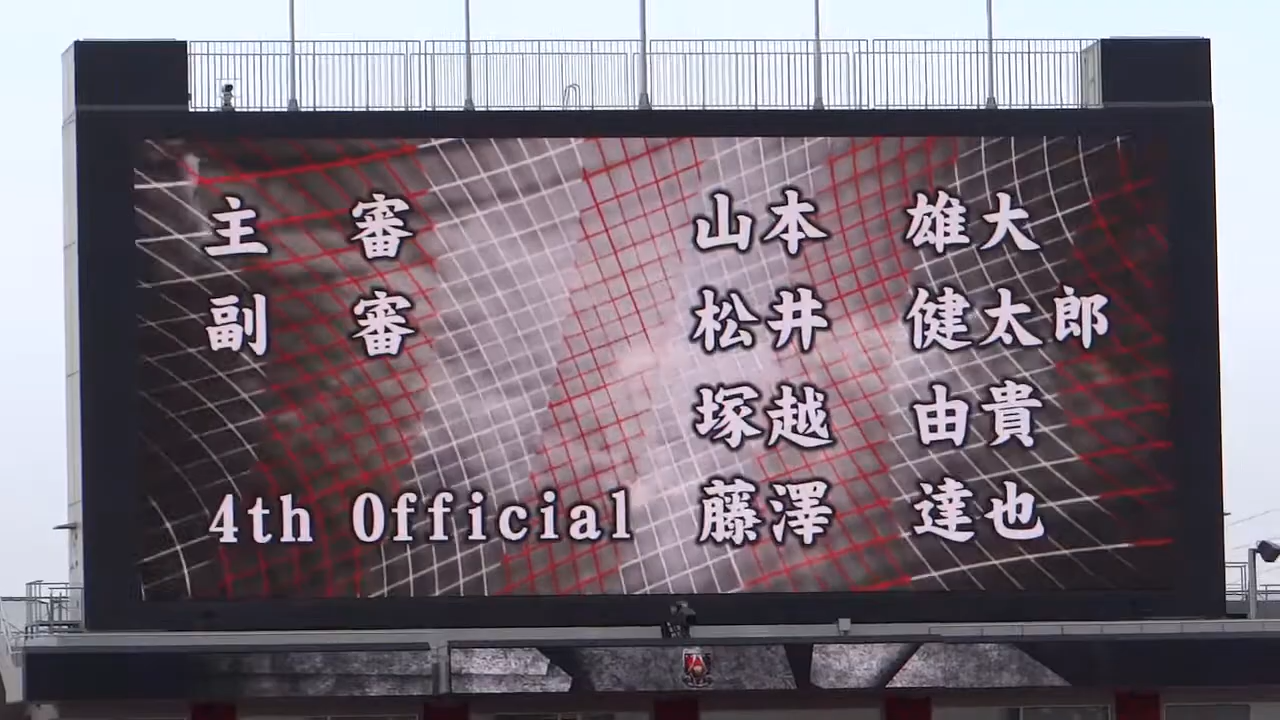 主 審 山本 雄大
副 審 松井 健太郎
塚越 由貴
4th Official 藤澤 達也